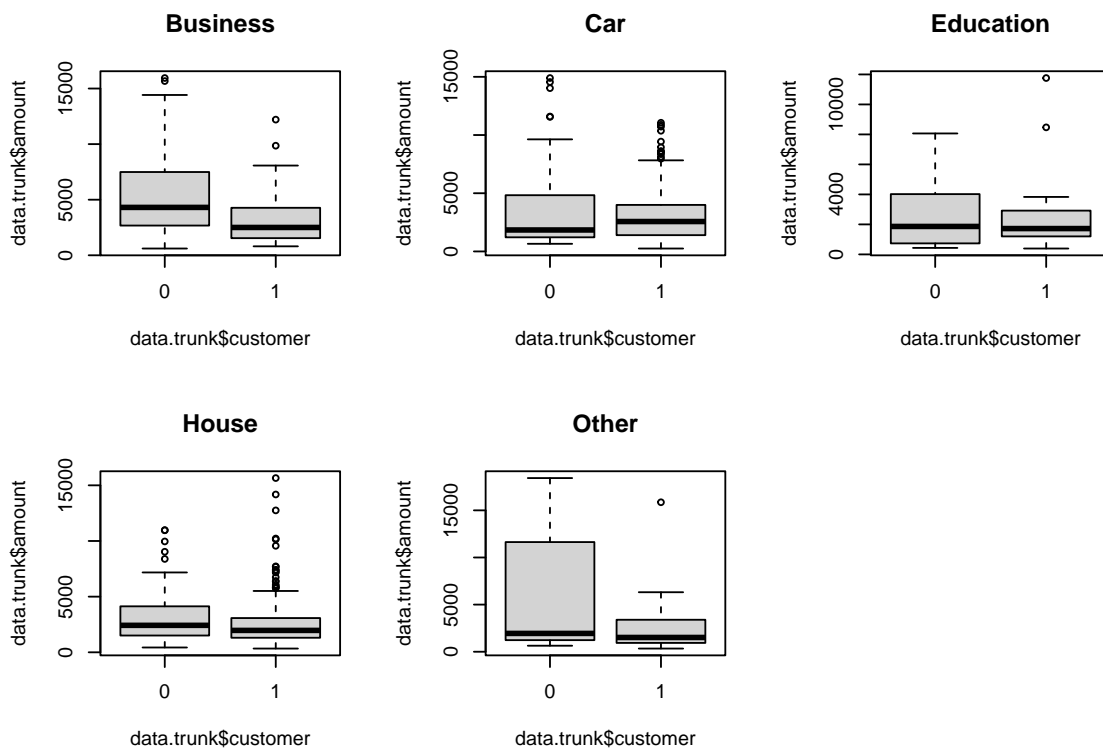 Business
data.trunk$amount
0 5000 15000
0 1
data.trunk$customer
Car
data.trunk$amount
0 5000 15000
0 1
data.trunk$customer
Education
data.trunk$amount
0 4000 10000
0 1
data.trunk$customer
House
data.trunk$amount
0 5000 15000
0 1
data.trunk$customer
Other
data.trunk$amount
0 5000 15000
0 1
data.trunk$customer